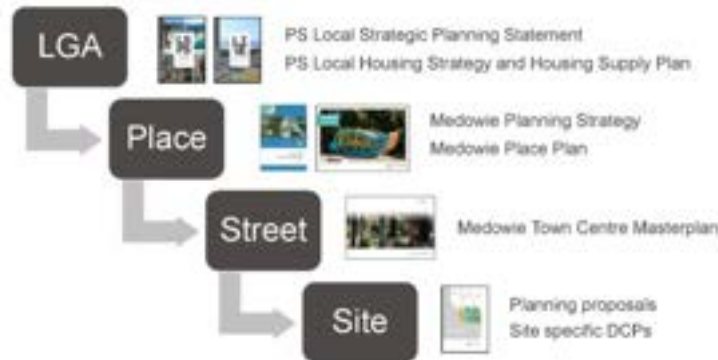 LGA
PS Local Strategic Planning Statement
PS Local Housing Strategy and Housing Supply Plan
Place
Medowie Planning Strategy
Medowie Place Plan
Street
Medowie Town Centre Masterplan
Site
Planning proposals
Site specific DCPs